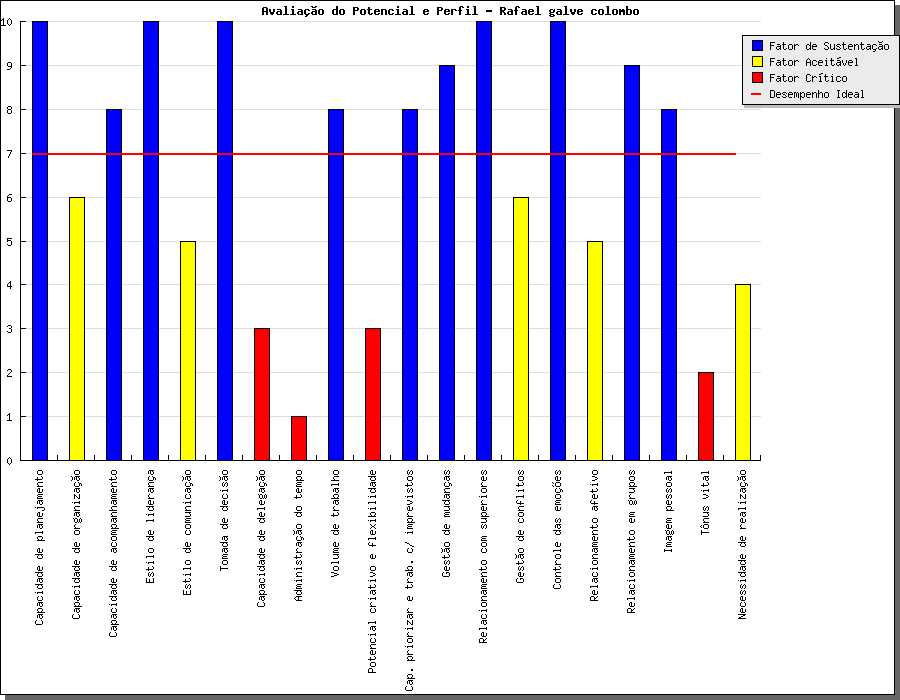 Avaliação do Potencial e Perfil - Rafael galve colombo
10
9
8
7
6
5
4
3
2
1
0
Fator de Sustentação
Fator Aceitável
Fator Crítico
Desempenho Ideal
Capacidade de planejamento
Capacidade de organização
Capacidade de acompanhamento
Estilo de liderança
Estilo de comunicação
Tomada de decisão
Capacidade de delegação
Administração do tempo
Volume de trabalho
Potencial criativo e flexibilidade
Cap. priorizar e trab. c/ imprevistos
Gestão de mudanças
Relacionamento com superiores
Gestão de conflitos
Controle das emoções
Relacionamento afetivo
Relacionamento em grupos
Imagem pessoal
Tônus vital
Necessidade de realização